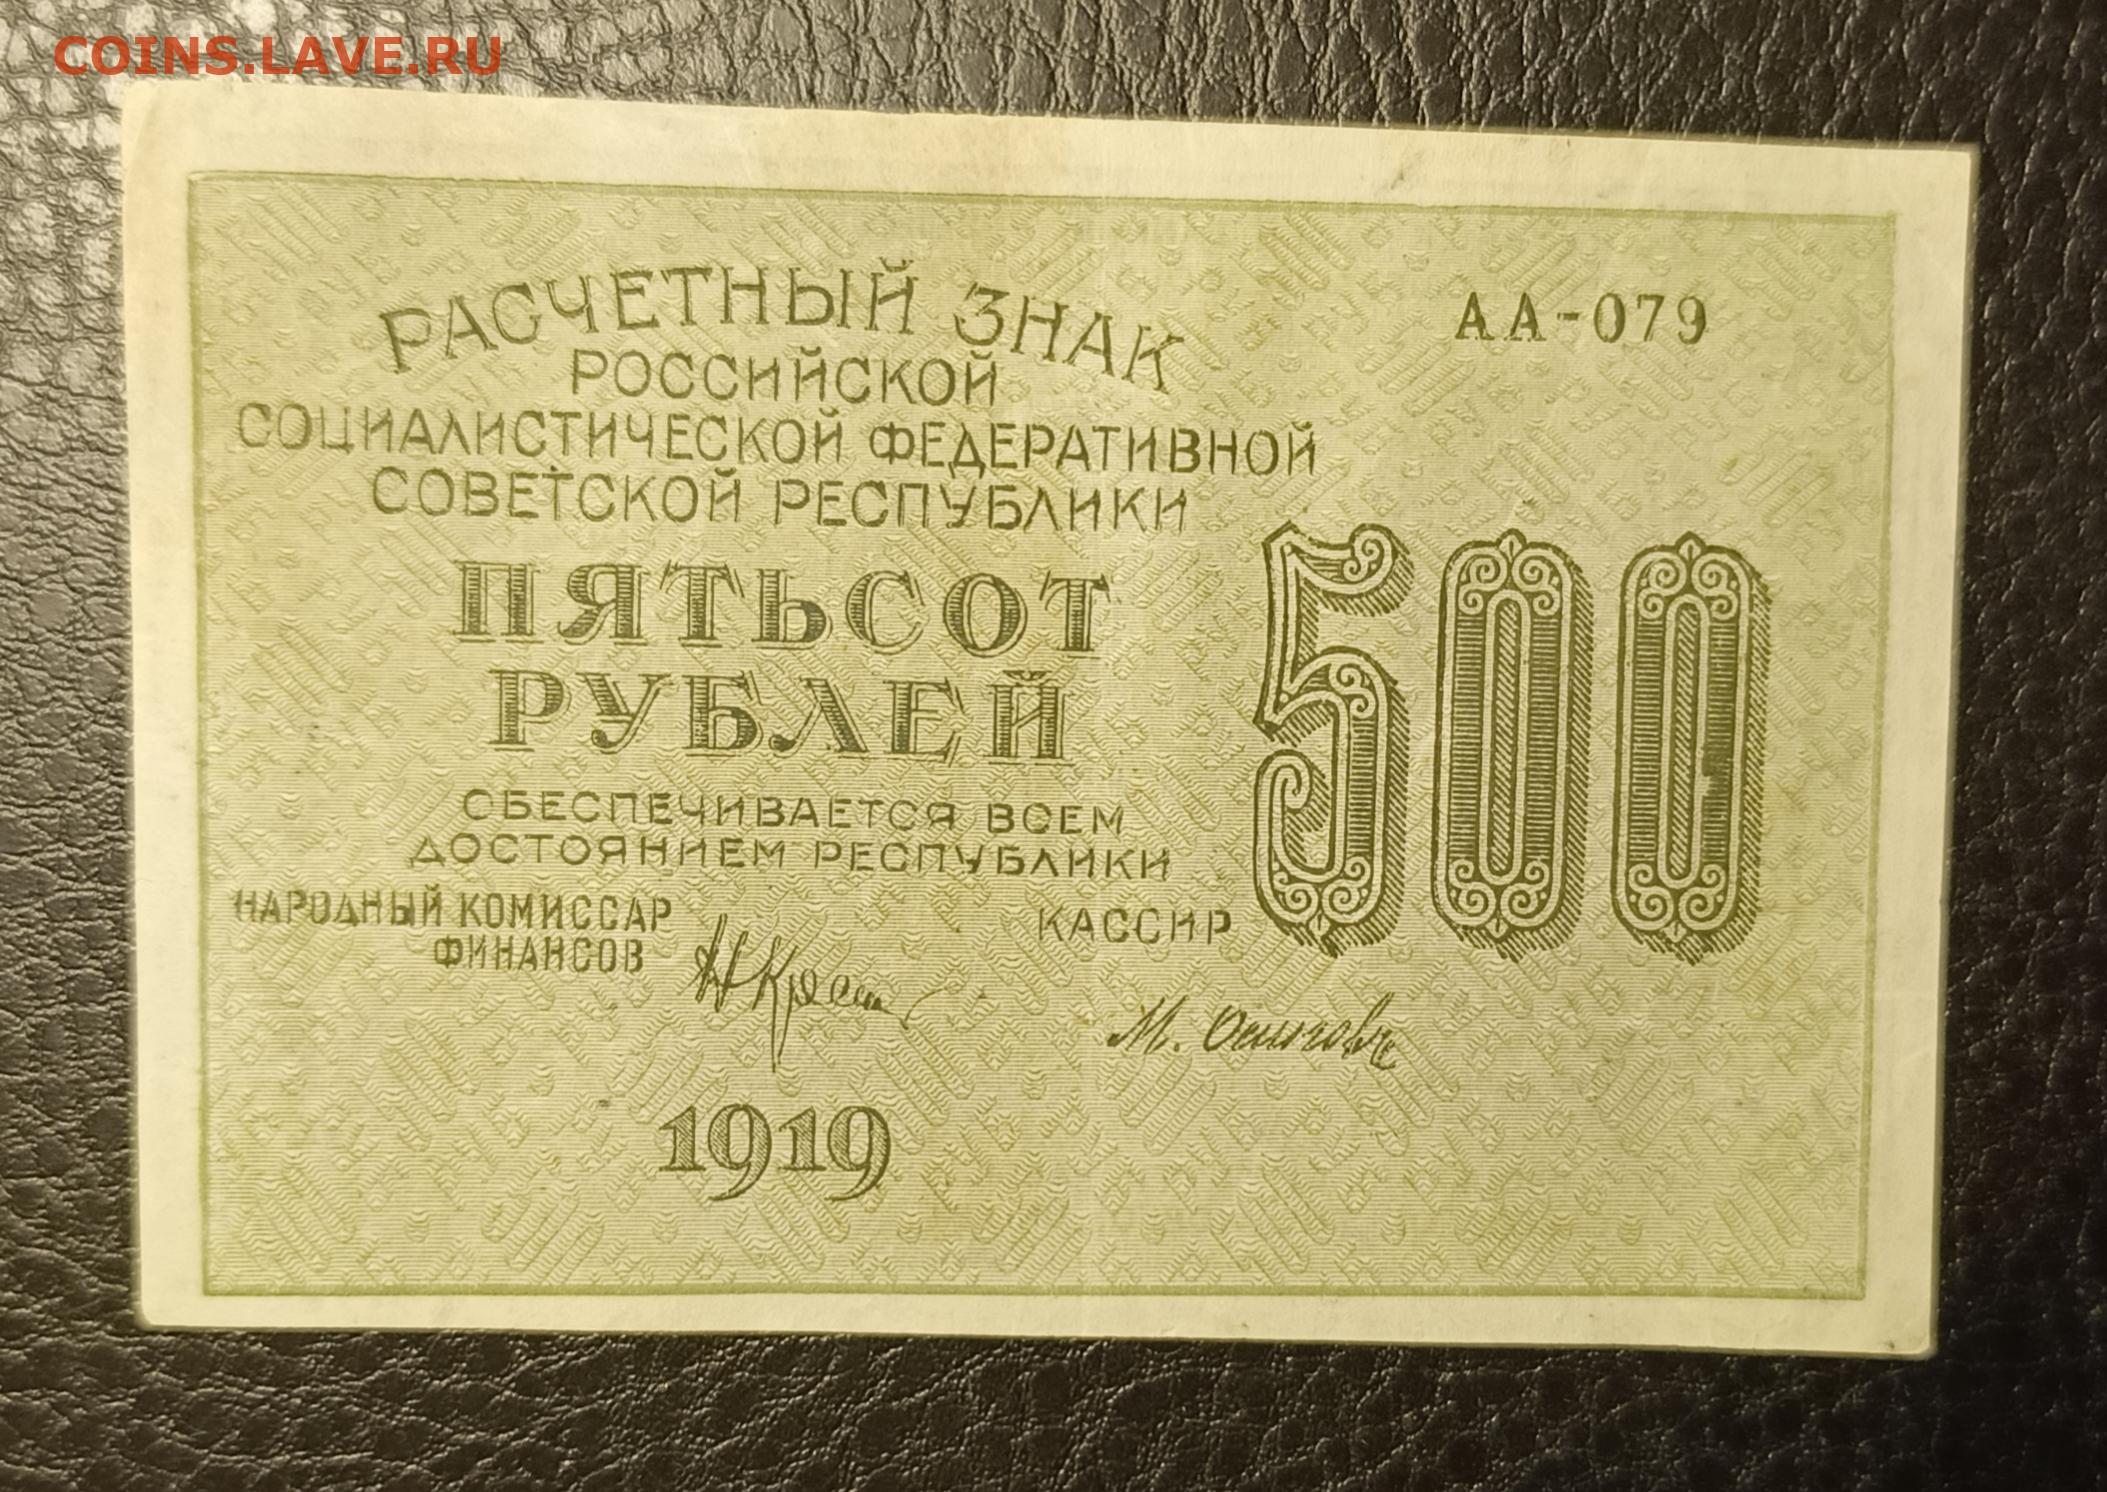 COINS.LAVE.RU
РАСЧЕТНЫЙ ЗНАК
АА-079
РОССИЙСКОЙ
СОЦИАЛИСТИЧЕСКОЙ ФЕДЕРАТИВНОЙ
СОВЕТСКОЙ РЕСПУБЛИКИ
ПЯТЬСОТ
РУБЛЕЙ
500
ОБЕСПЕЧИВАЕТСЯ ВСЕМ
ДОСТОЯНИЕМ РЕСПУБЛИКИ
НАРОДНЫЙ КОМИССАР
ФИНАНСОВ
КАССИР
М. Осипов
1919